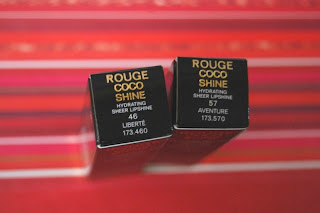 ROUGE
COCO
SHINE
HYDRATING
SHEER LIPSHINE
46
LIBERTÉ
173.460
ROUGE
COCO
SHINE
HYDRATING
SHEER LIPSHINE
57
AVENTURE
173.570